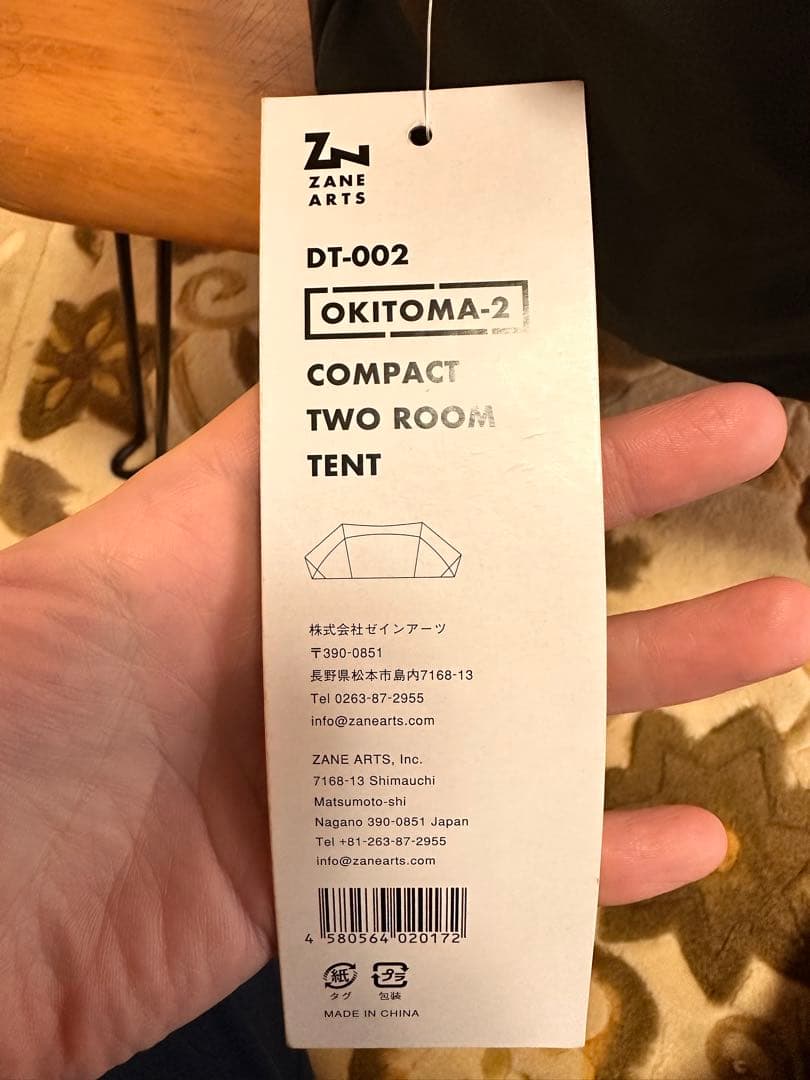 ZN
ZANE
ARTS
DT-002
OKITOMA-2
COMPACT
TWO ROOM
TENT
株式会社ゼインアーツ
〒390-0851
長野県松本市島内7168-13
Tel 0263-87-2955
info@zanearts.com
ZANE ARTS, Inc.
7168-13 Shimauchi
Matsumoto-shi
Nagano 390-0851 Japan
Tel +81-263-87-2955
info@zanearts.com
4 580564 020172
紙 プラ
タグ 包装
MADE IN CHINA